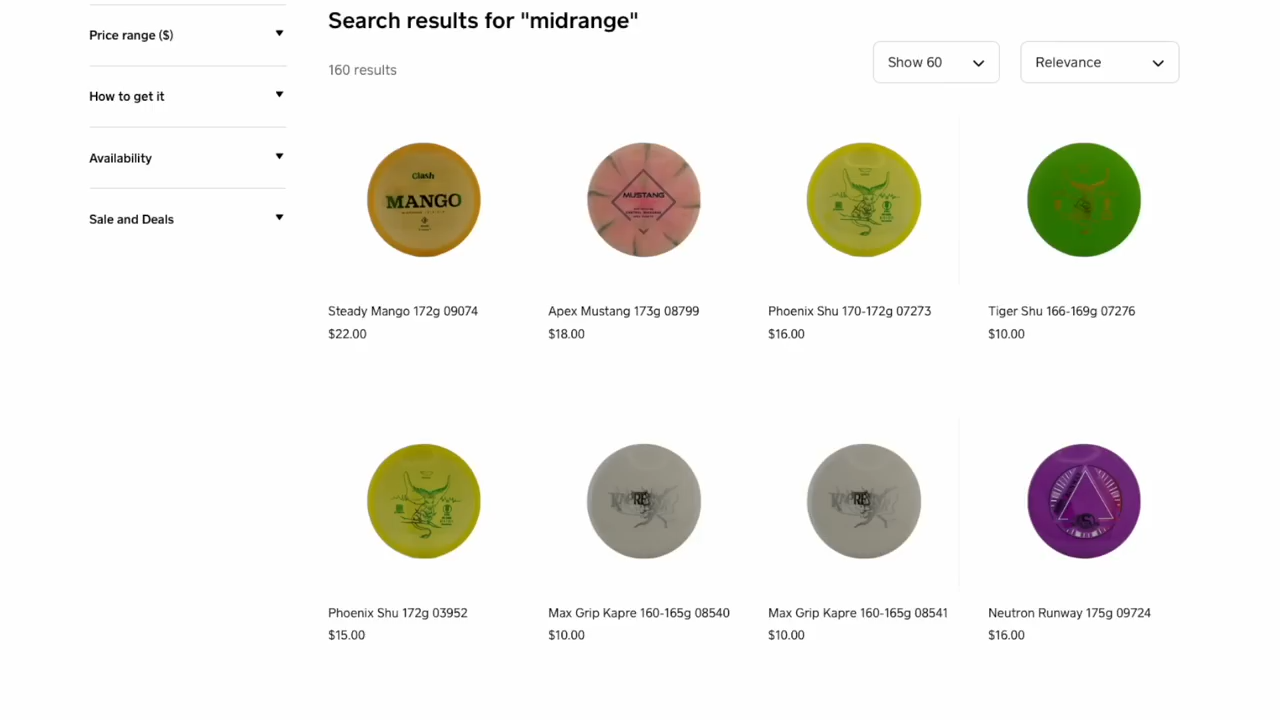 Search results for "midrange"
Price range ($)
160 results
Show 60
Relevance
How to get it
Availability
Sale and Deals
Clash
MANGO
MUSTANG
Steady Mango 172g 09074
$22.00
Apex Mustang 173g 08799
$18.00
Phoenix Shu 170-172g 07273
$16.00
Tiger Shu 166-169g 07276
$10.00
Phoenix Shu 172g 03952
$15.00
Max Grip Kapre 160-165g 08540
$10.00
Max Grip Kapre 160-165g 08541
$10.00
Neutron Runway 175g 09724
$16.00